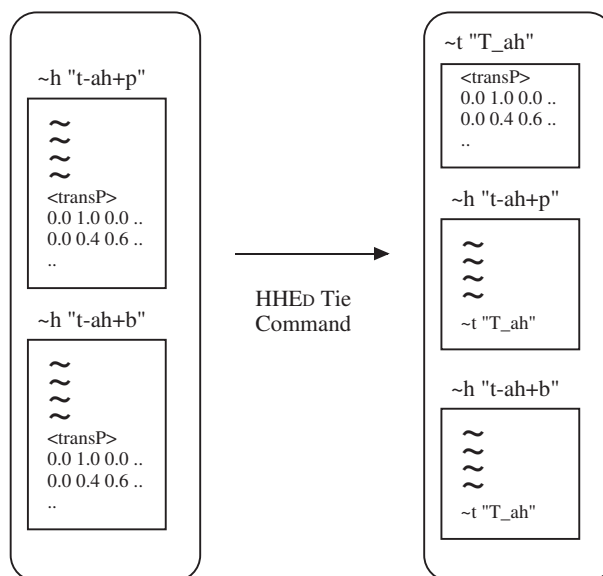 ~h "t-ah+p"
~
~
~
~
<transP>
0.0 1.0 0.0 ..
0.0 0.4 0.6 ..
..
~h "t-ah+b"
~
~
~
~
<transP>
0.0 1.0 0.0 ..
0.0 0.4 0.6 ..
..
HHED Tie
Command
~t "T_ah"
<transP>
0.0 1.0 0.0 ..
0.0 0.4 0.6 ..
..
~h "t-ah+p"
~
~
~
~
~t "T_ah"
~h "t-ah+b"
~
~
~
~
~t "T_ah"